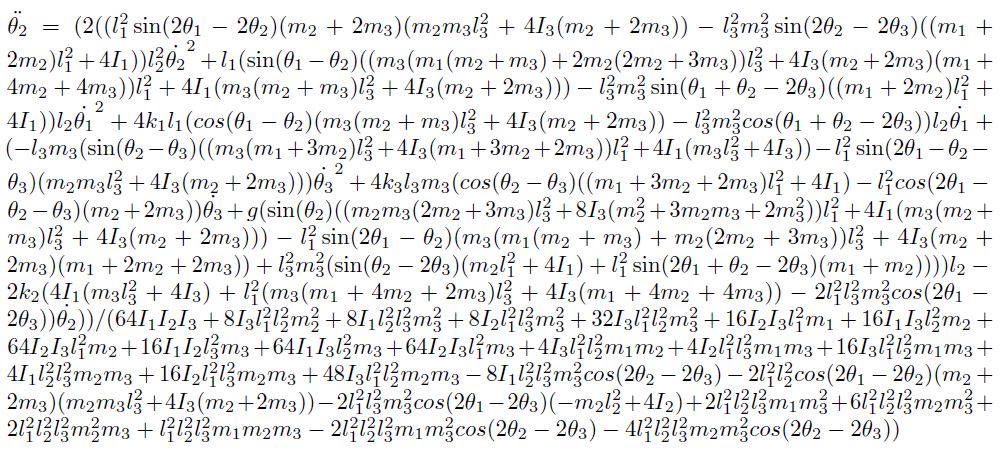 θ̈₂ = (2((l₁² sin(2θ₁ − 2θ₂)(m₂ + 2m₃)(m₂m₃l₃² + 4I₃(m₂ + 2m₃)) − l₃²m₃² sin(2θ₂ − 2θ₃)((m₁ +
2m₂)l₁² + 4I₁))l₂²θ̇₂² + l₁(sin(θ₁ − θ₂)((m₃(m₁(m₂ + m₃) + 2m₂(2m₂ + 3m₃))l₃² + 4I₃(m₂ + 2m₃)(m₁ +
4m₂ + 4m₃))l₁² + 4I₁(m₃(m₂ + m₃)l₃² + 4I₃(m₂ + 2m₃))) − l₃²m₃² sin(θ₁ + θ₂ − 2θ₃)((m₁ + 2m₂)l₁² +
4I₁))l₂θ̇₁² + 4k₁l₁(cos(θ₁ − θ₂)(m₃(m₂ + m₃)l₃² + 4I₃(m₂ + 2m₃)) − l₃²m₃²cos(θ₁ + θ₂ − 2θ₃))l₂θ̇₁ +
(−l₃m₃(sin(θ₂ − θ₃)((m₃(m₁ + 3m₂)l₃² + 4I₃(m₁ + 3m₂ + 2m₃))l₁² + 4I₁(m₃l₃² + 4I₃)) − l₁² sin(2θ₁ − θ₂ −
θ₃)(m₂m₃l₃² + 4I₃(m₂ + 2m₃)))θ̇₃² + 4k₃l₃m₃(cos(θ₂ − θ₃)((m₁ + 3m₂ + 2m₃)l₁² + 4I₁) − l₁²cos(2θ₁ −
θ₂ − θ₃)(m₂ + 2m₃))θ̇₃ + g(sin(θ₂)((m₂m₃(2m₂ + 3m₃)l₃² + 8I₃(m₂² + 3m₂m₃ + 2m₃²))l₁² + 4I₁(m₃(m₂ +
m₃)l₃² + 4I₃(m₂ + 2m₃))) − l₁² sin(2θ₁ − θ₂)(m₃(m₁(m₂ + m₃) + m₂(2m₂ + 3m₃))l₃² + 4I₃(m₂ +
2m₃)(m₁ + 2m₂ + 2m₃)) + l₃²m₃²(sin(θ₂ − 2θ₃)(m₂l₁² + 4I₁) + l₁² sin(2θ₁ + θ₂ − 2θ₃)(m₁ + m₂))))l₂ −
2k₂(4I₁(m₃l₃² + 4I₃) + l₁²(m₃(m₁ + 4m₂ + 2m₃)l₃² + 4I₃(m₁ + 4m₂ + 4m₃)) − 2l₁²l₃²m₃²cos(2θ₁ −
2θ₃))θ̇₂))/(64I₁I₂I₃ + 8I₃l₁²l₂²m₂² + 8I₁l₂²l₃²m₃² + 8I₂l₁²l₃²m₃² + 32I₃l₁²l₂²m₃² + 16I₂I₃l₁²m₁ + 16I₁I₃l₂²m₂ +
64I₂I₃l₁²m₂ + 16I₁I₂l₃²m₃ + 64I₁I₃l₂²m₃ + 64I₂I₃l₁²m₃ + 4I₃l₁²l₂²m₁m₂ + 4I₂l₁²l₃²m₁m₃ + 16I₃l₁²l₂²m₁m₃ +
4I₁l₂²l₃²m₂m₃ + 16I₂l₁²l₃²m₂m₃ + 48I₃l₁²l₂²m₂m₃ − 8I₁l₂²l₃²m₃²cos(2θ₂ − 2θ₃) − 2l₁²l₂²cos(2θ₁ − 2θ₂)(m₂ +
2m₃)(m₂m₃l₃² + 4I₃(m₂ + 2m₃)) − 2l₁²l₃²m₃²cos(2θ₁ − 2θ₃)(−m₂l₂² + 4I₂) + 2l₁²l₂²l₃²m₁m₃² + 6l₁²l₂²l₃²m₂m₃² +
2l₁²l₂²l₃²m₂²m₃ + l₁²l₂²l₃²m₁m₂m₃ − 2l₁²l₂²l₃²m₁m₃²cos(2θ₂ − 2θ₃) − 4l₁²l₂²l₃²m₂m₃²cos(2θ₂ − 2θ₃))